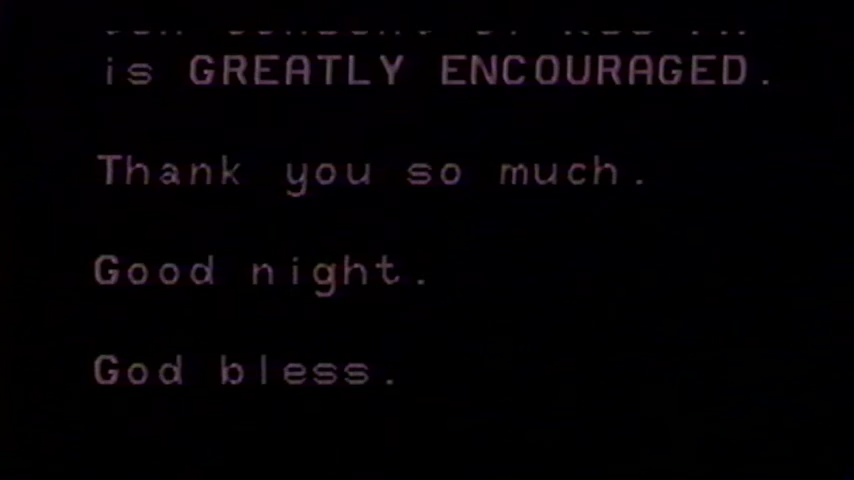 is GREATLY ENCOURAGED.
Thank you so much.
Good night.
God bless.